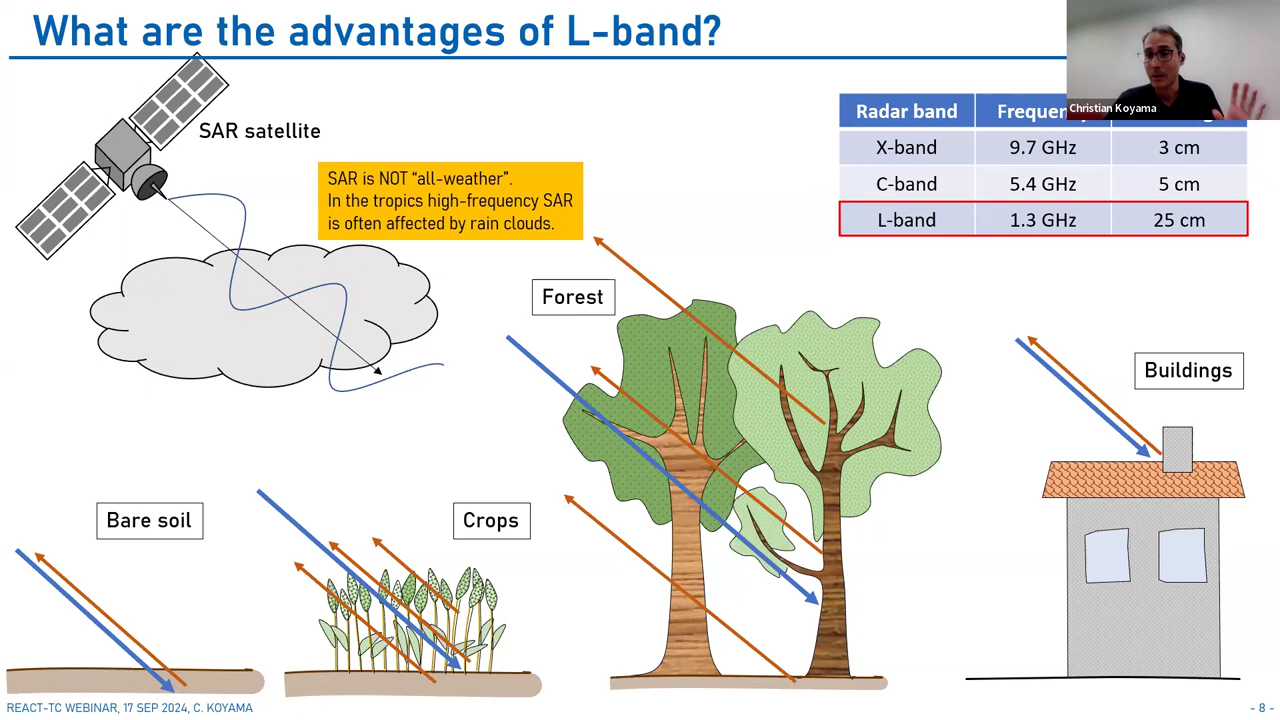 What are the advantages of L-band?
Christian Koyama
SAR satellite
SAR is NOT “all-weather”.
In the tropics high-frequency SAR
is often affected by rain clouds.
Radar band
X-band 9.7 GHz 3 cm
C-band 5.4 GHz 5 cm
L-band 1.3 GHz 25 cm
Forest
Buildings
Bare soil
Crops
REACT-TC WEBINAR, 17 SEP 2024, C. KOYAMA
- 8 -